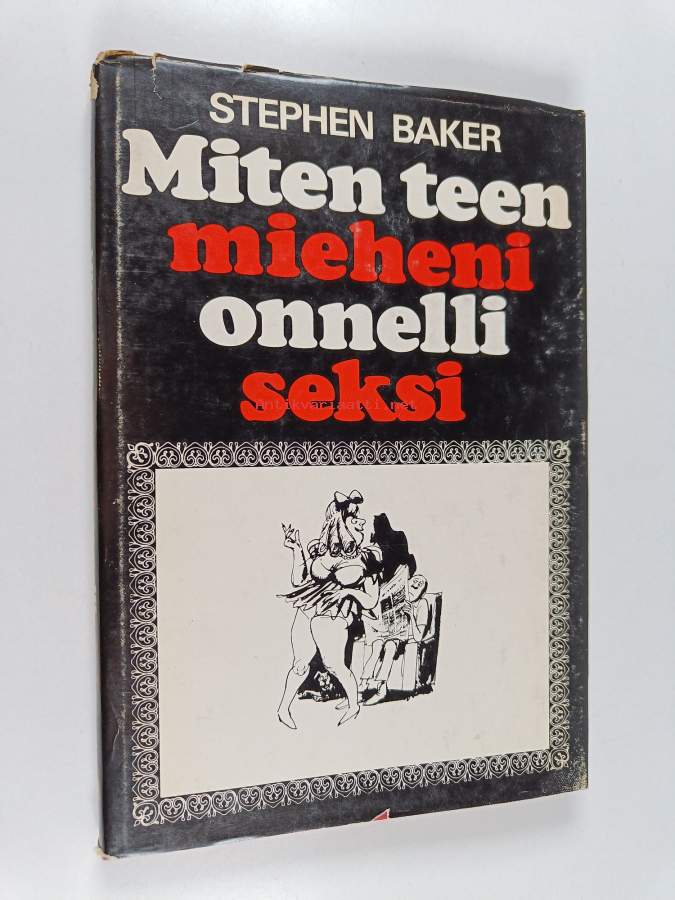 STEPHEN BAKER
Miten teen
mieheni
onnelli
seksi
Antikvariaatti.net